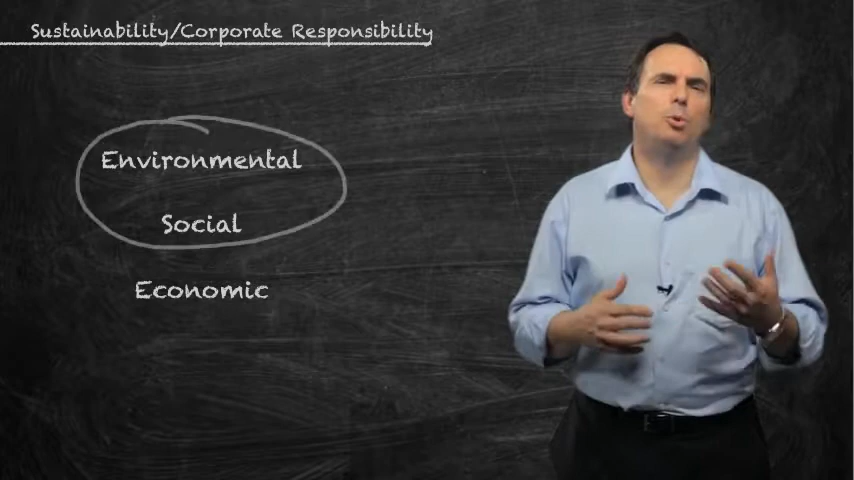 Sustainability/Corporate Responsibility
Environmental
Social
Economic